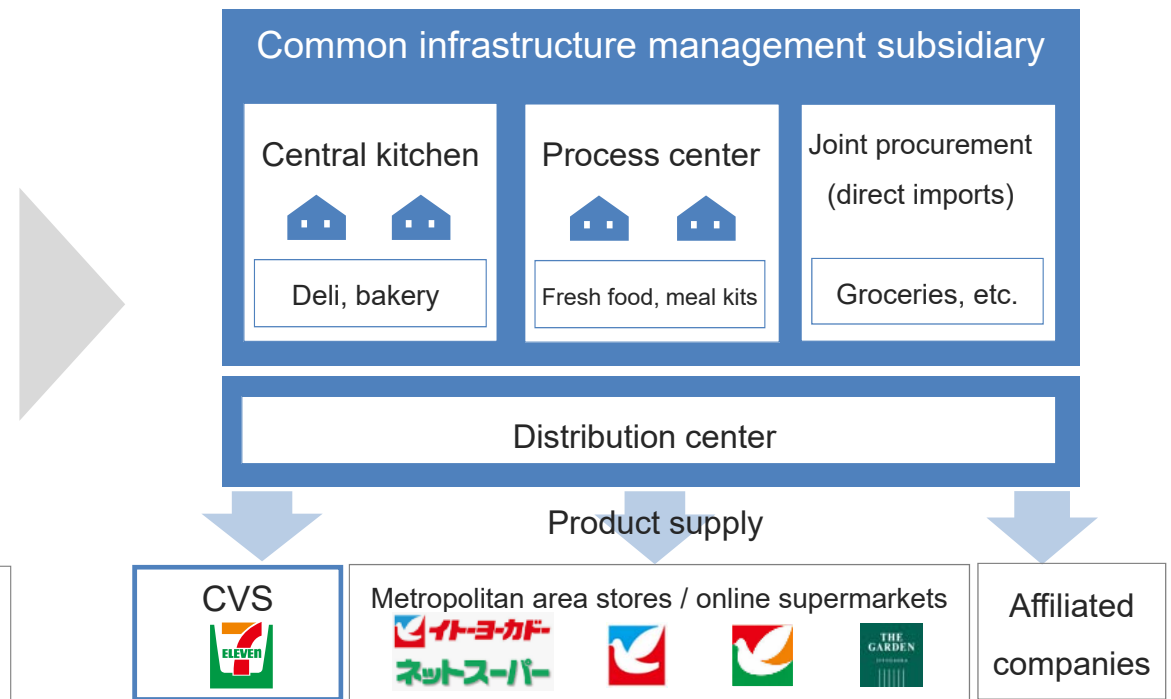 Common infrastructure management subsidiary
Central kitchen
Deli, bakery
Process center
Fresh food, meal kits
Joint procurement
(direct imports)
Groceries, etc.
Distribution center
Product supply
CVS
7
ELEVEn
Metropolitan area stores / online supermarkets
イトーヨーカドー
ネットスーパー
THE
GARDEN
Affiliated
companies